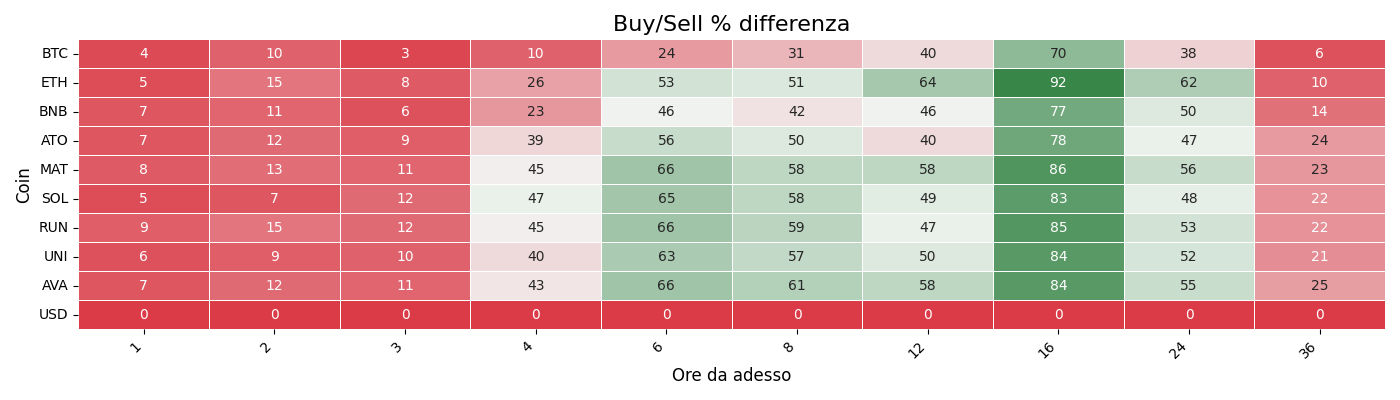 Buy/Sell % differenza
Coin
BTC 4 10 3 10 24 31 40 70 38 6
ETH 5 15 8 26 53 51 64 92 62 10
BNB 7 11 6 23 46 42 46 77 50 14
ATO 7 12 9 39 56 50 40 78 47 24
MAT 8 13 11 45 66 58 58 86 56 23
SOL 5 7 12 47 65 58 49 83 48 22
RUN 9 15 12 45 66 59 47 85 53 22
UNI 6 9 10 40 63 57 50 84 52 21
AVA 7 12 11 43 66 61 58 84 55 25
USD 0 0 0 0 0 0 0 0 0 0
1 2 3 4 6 8 12 16 24 36
Ore da adesso